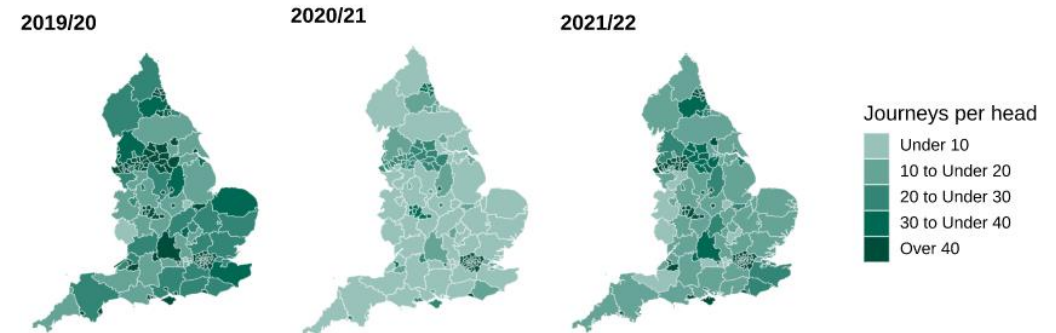 2019/20
2020/21
2021/22
Journeys per head
Under 10
10 to Under 20
20 to Under 30
30 to Under 40
Over 40